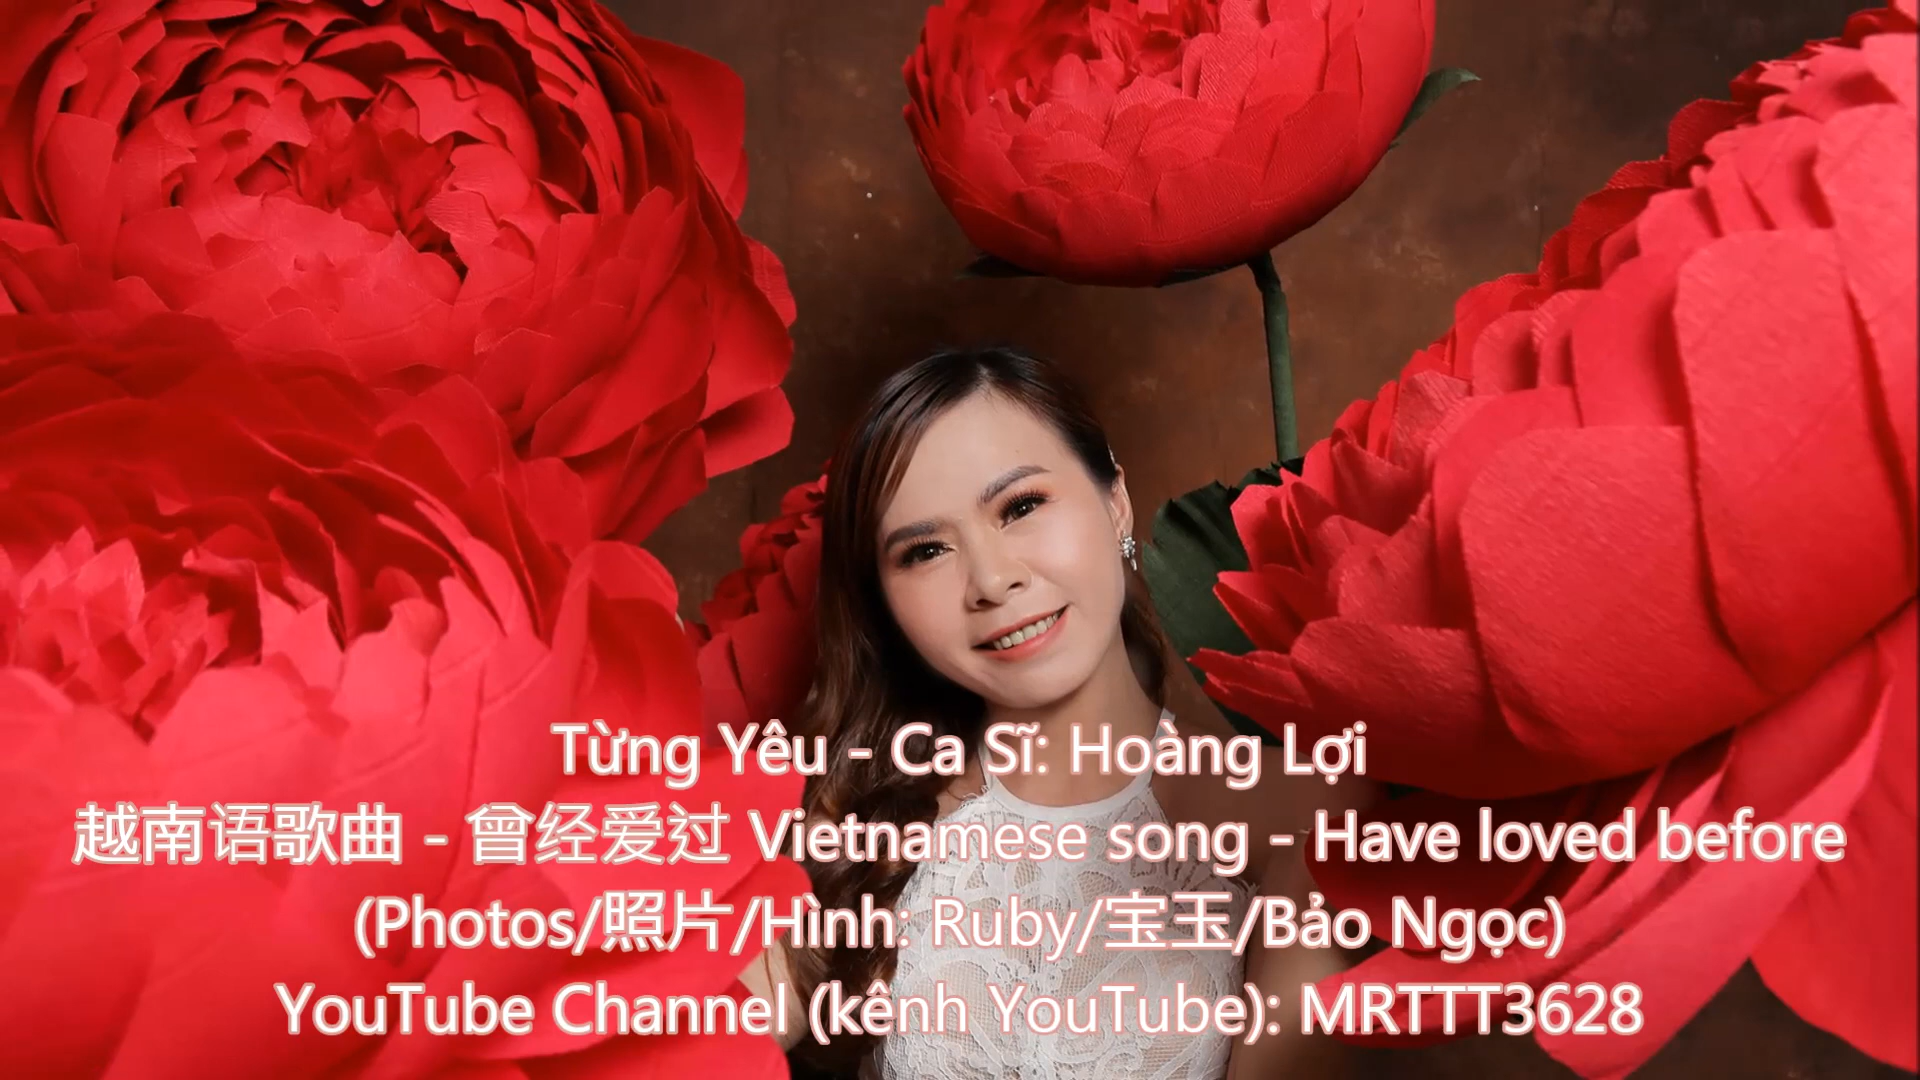 Từng Yêu - Ca Sĩ: Hoàng Lợi
越南语歌曲 - 曾经爱过 Vietnamese song - Have loved before
(Photos/照片/Hình: Ruby/宝玉/Bảo Ngọc)
YouTube Channel (kênh YouTube): MRTTT3628